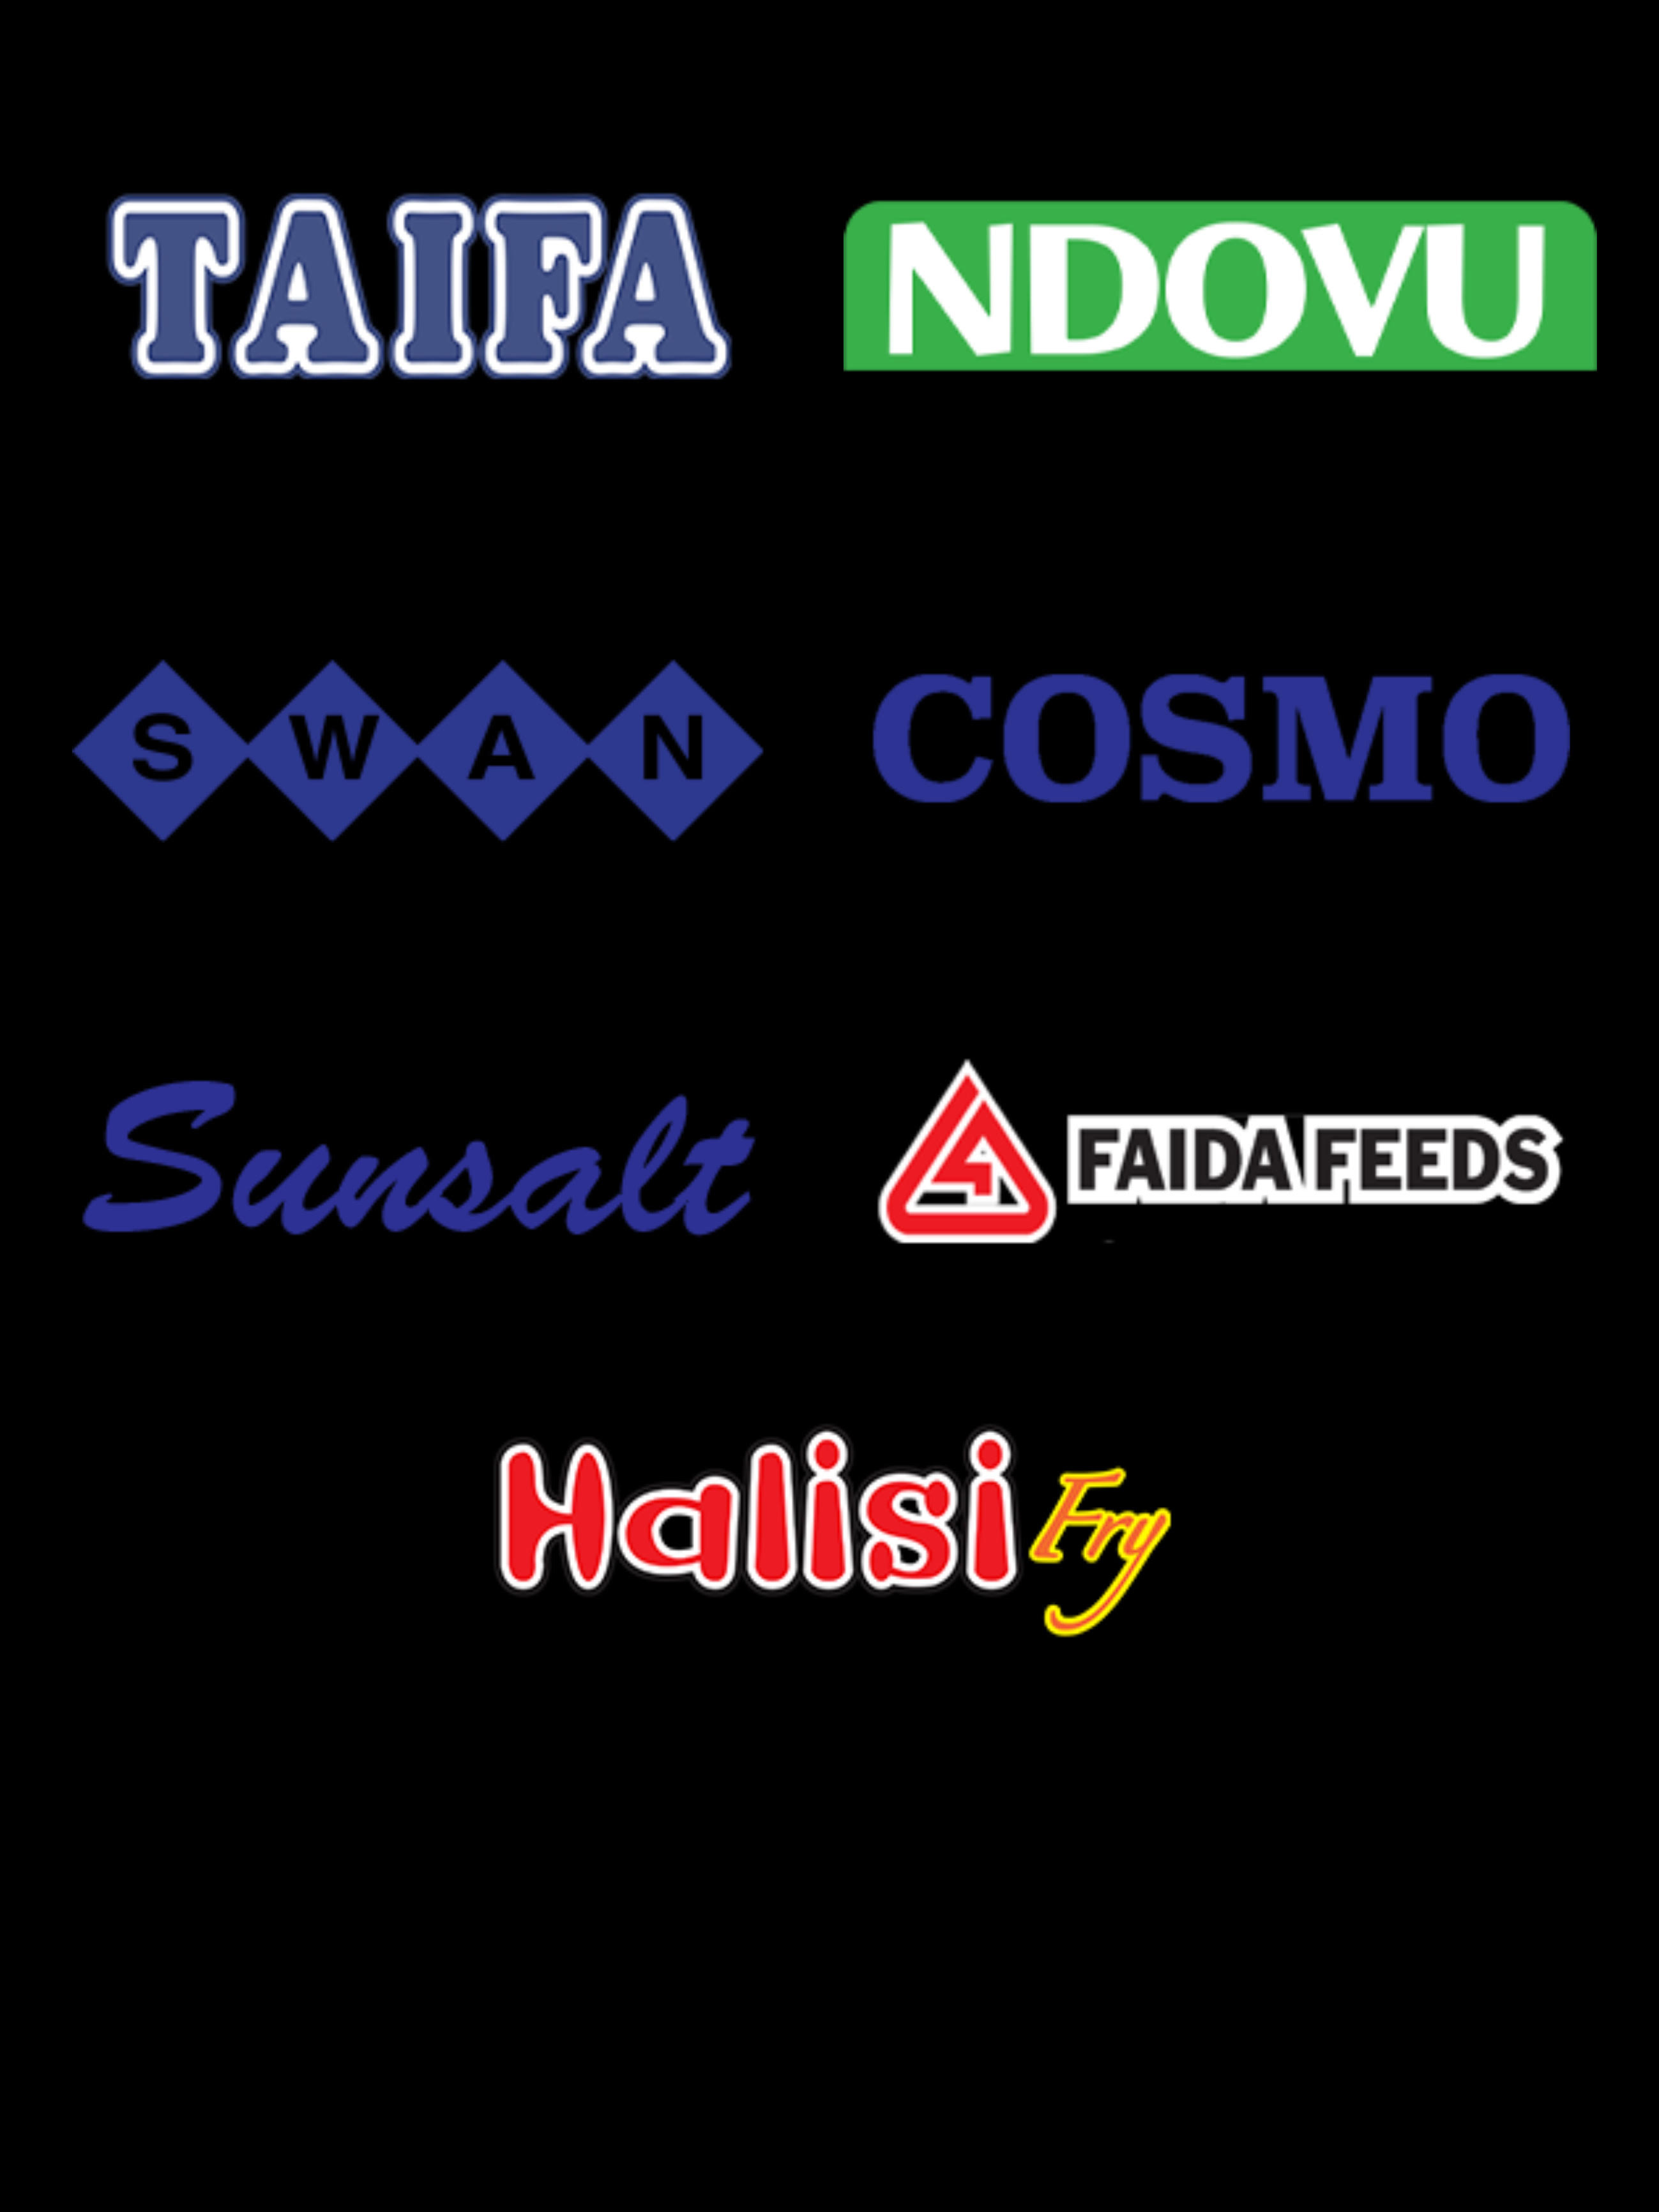 TAIFA
NDOVU
SWAN
COSMO
Sunsalt
FAIDA FEEDS
Halisi Fry